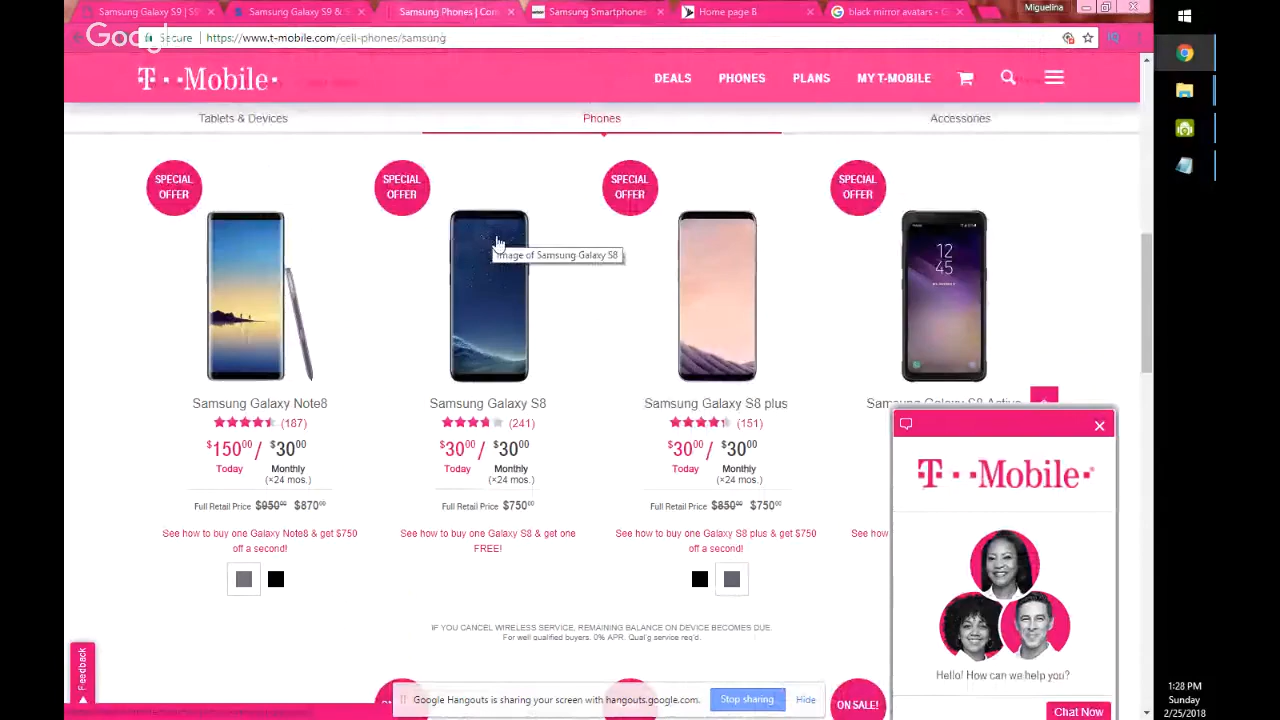 Samsung Galaxy S9 | S9
Samsung Galaxy S9 & S
Samsung Phones | Com
Samsung Smartphones
Home page B
black mirror avatars - G
Miguelina
Secure
https://www.t-mobile.com/cell-phones/samsung
T-Mobile
DEALS
PHONES
PLANS
MY T-MOBILE
Tablets & Devices
Phones
Accessories
SPECIAL
OFFER
SPECIAL
OFFER
SPECIAL
OFFER
SPECIAL
OFFER
12
45
Image of Samsung Galaxy S8
Samsung Galaxy Note8
(187)
$150.00 / $30.00
Today Monthly
(×24 mos.)
Full Retail Price $950.00 $870.00
See how to buy one Galaxy Note8 & get $750
off a second!
Samsung Galaxy S8
(241)
$30.00 / $30.00
Today Monthly
(×24 mos.)
Full Retail Price $750.00
See how to buy one Galaxy S8 & get one
FREE!
Samsung Galaxy S8 plus
(151)
$30.00 / $30.00
Today Monthly
(×24 mos.)
Full Retail Price $850.00 $750.00
See how to buy one Galaxy S8 plus & get $750
off a second!
Samsung Galaxy S8 Active
See how
IF YOU CANCEL WIRELESS SERVICE, REMAINING BALANCE ON DEVICE BECOMES DUE.
For well qualified buyers. 0% APR. Qual'g service req'd.
T-Mobile
Hello! How can we help you?
Chat Now
Feedback
ON SALE!
Google Hangouts is sharing your screen with hangouts.google.com.
Stop sharing
Hide
1:28 PM
Sunday
2/25/2018